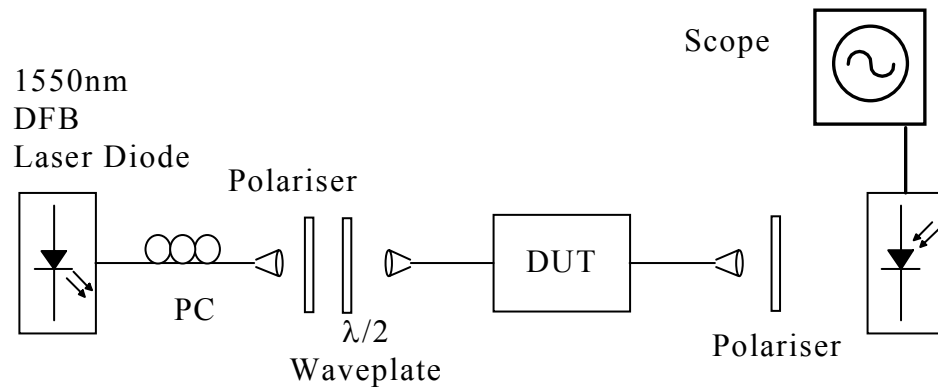 Scope
1550nm
DFB
Laser Diode
Polariser
DUT
PC
λ/2
Waveplate
Polariser